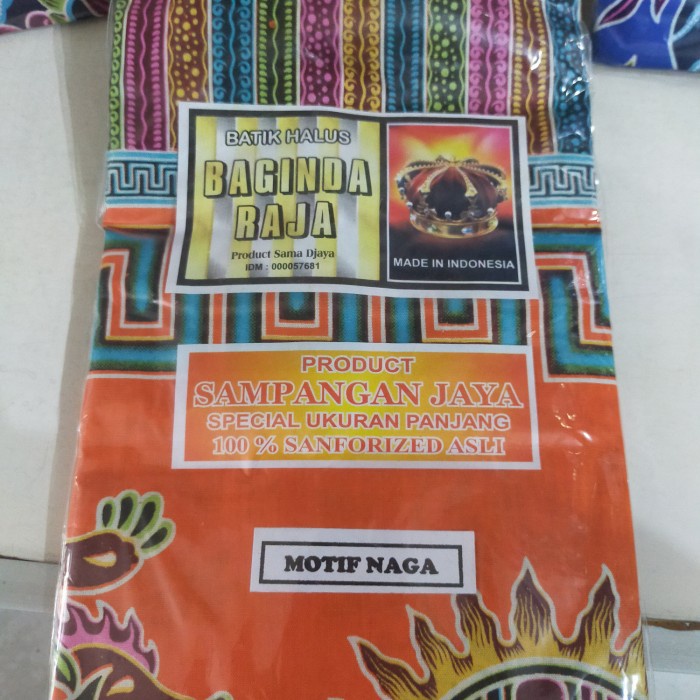 BATIK HALUS
BAGINDA
RAJA
Product Sama Djaya
IDM : 000057681
MADE IN INDONESIA
PRODUCT
SAMPANGAN JAYA
SPECIAL UKURAN PANJANG
100 % SANFORIZED ASLI
MOTIF NAGA